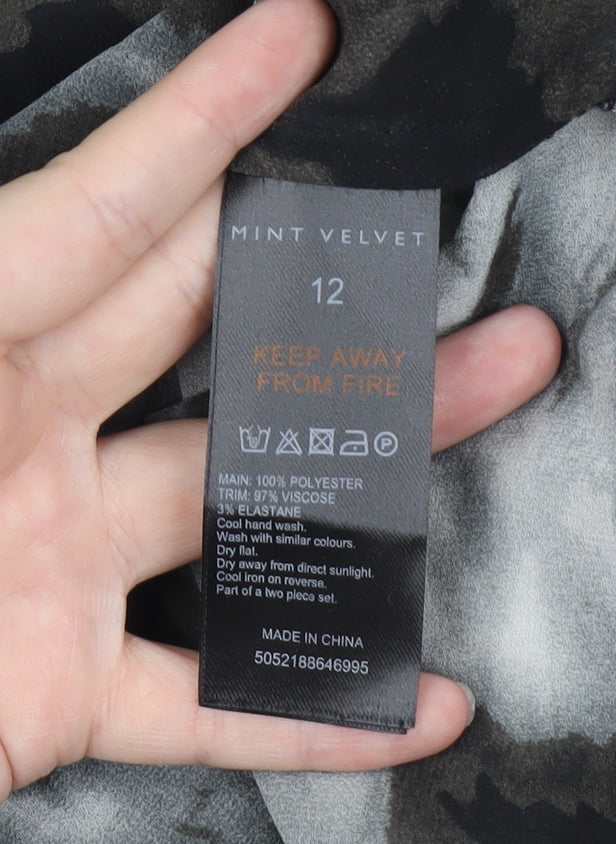 MINT VELVET
12
KEEP AWAY
FROM FIRE
P
MAIN: 100% POLYESTER
TRIM: 97% VISCOSE
3% ELASTANE
Cool hand wash.
Wash with similar colours.
Dry flat.
Dry away from direct sunlight.
Cool iron on reverse.
Part of a two piece set.
MADE IN CHINA
5052188646995